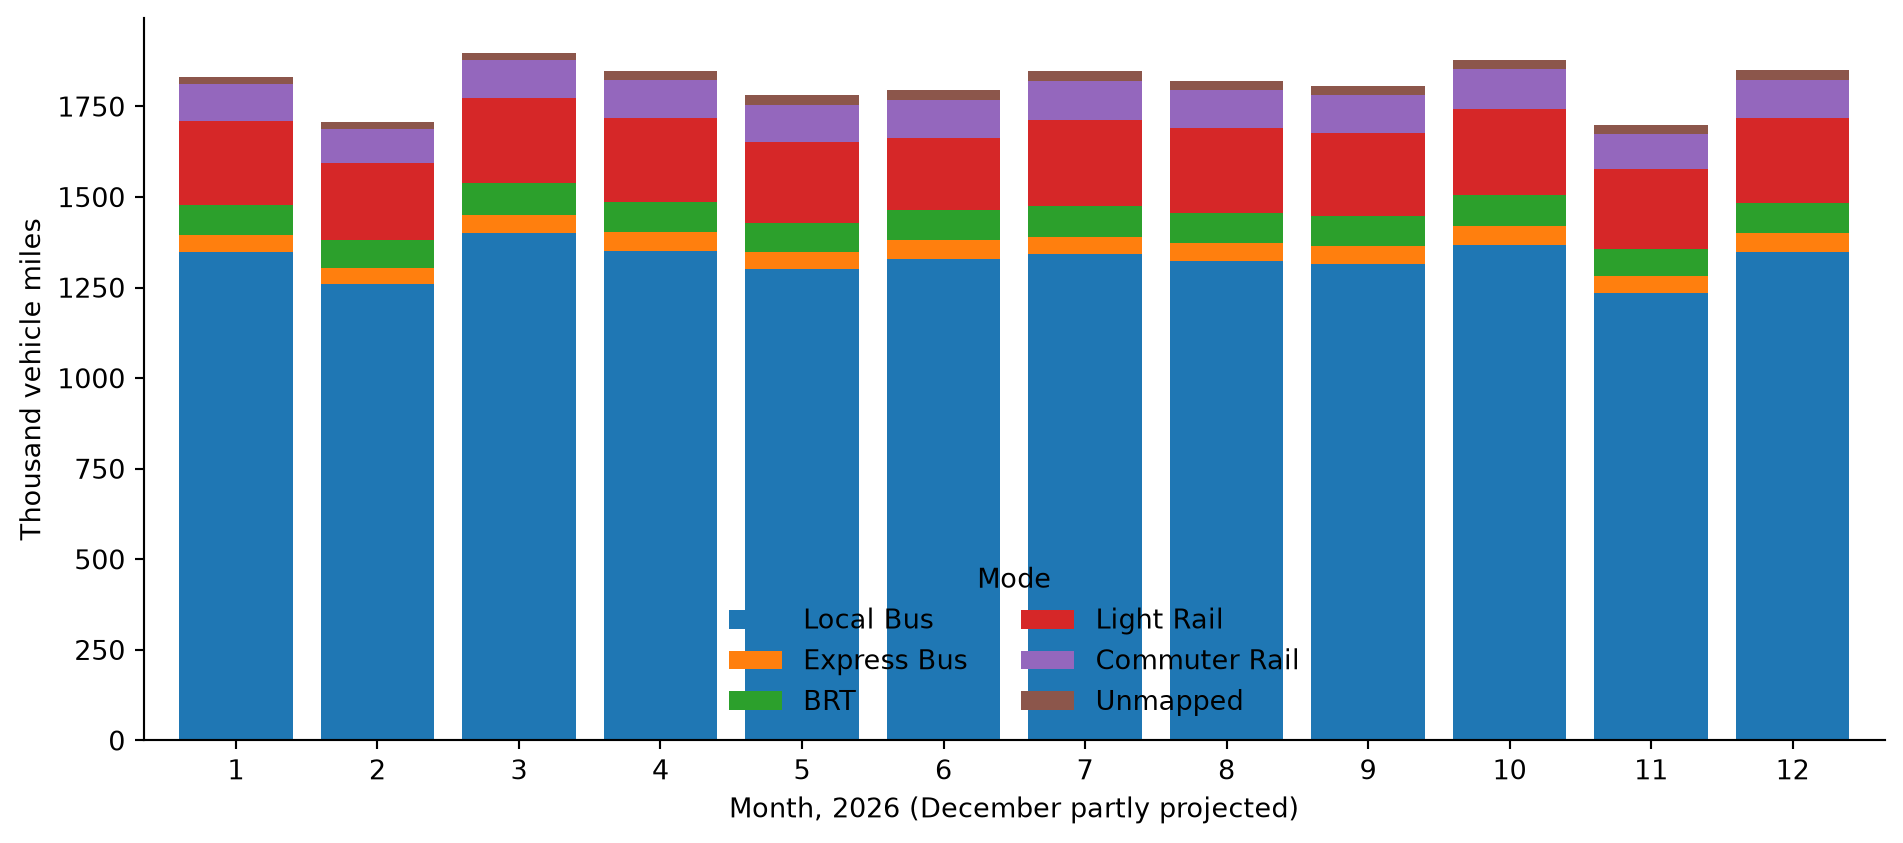 Thousand vehicle miles
1750
1500
1250
1000
750
500
250
0
Mode
Local Bus
Express Bus
BRT
Light Rail
Commuter Rail
Unmapped
1 2 3 4 5 6 7 8 9 10 11 12
Month, 2026 (December partly projected)